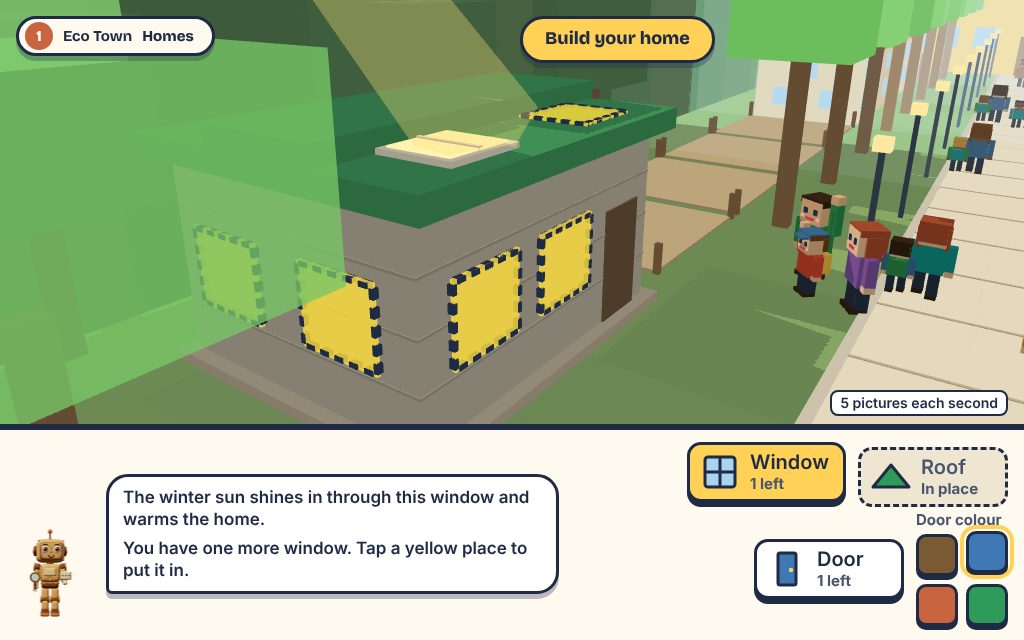 1 Eco Town Homes
Build your home
5 pictures each second
The winter sun shines in through this window and
warms the home.
You have one more window. Tap a yellow place to
put it in.
Window
1 left
Roof
In place
Door colour
Door
1 left